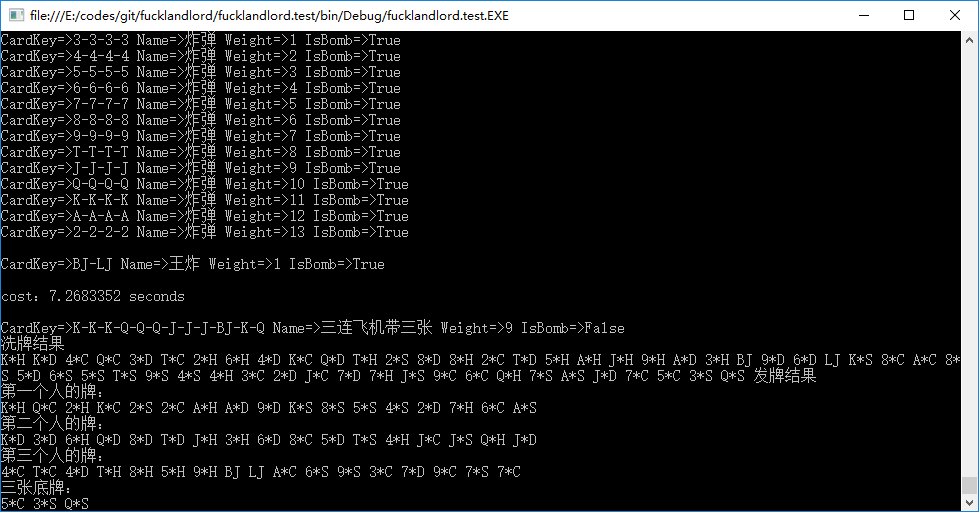 file:///E:/codes/git/fucklandlord/fucklandlord.test/bin/Debug/fucklandlord.test.EXE
CardKey=>3-3-3-3 Name=>炸弹 Weight=>1 IsBomb=>True
CardKey=>4-4-4-4 Name=>炸弹 Weight=>2 IsBomb=>True
CardKey=>5-5-5-5 Name=>炸弹 Weight=>3 IsBomb=>True
CardKey=>6-6-6-6 Name=>炸弹 Weight=>4 IsBomb=>True
CardKey=>7-7-7-7 Name=>炸弹 Weight=>5 IsBomb=>True
CardKey=>8-8-8-8 Name=>炸弹 Weight=>6 IsBomb=>True
CardKey=>9-9-9-9 Name=>炸弹 Weight=>7 IsBomb=>True
CardKey=>T-T-T-T Name=>炸弹 Weight=>8 IsBomb=>True
CardKey=>J-J-J-J Name=>炸弹 Weight=>9 IsBomb=>True
CardKey=>Q-Q-Q-Q Name=>炸弹 Weight=>10 IsBomb=>True
CardKey=>K-K-K-K Name=>炸弹 Weight=>11 IsBomb=>True
CardKey=>A-A-A-A Name=>炸弹 Weight=>12 IsBomb=>True
CardKey=>2-2-2-2 Name=>炸弹 Weight=>13 IsBomb=>True
CardKey=>BJ-LJ Name=>王炸 Weight=>1 IsBomb=>True
cost: 7.2683352 seconds
CardKey=>K-K-K-Q-Q-Q-J-J-J-BJ-K-Q Name=>三连飞机带三张 Weight=>9 IsBomb=>False
洗牌结果
K*H K*D 4*C Q*C 3*D T*C 2*H 6*H 4*D K*C Q*D T*H 2*S 8*D 8*H 2*C T*D 5*H A*H J*H 9*H A*D 3*H BJ 9*D 6*D LJ K*S 8*C A*C 8*
S 5*D 6*S 5*S T*S 9*S 4*S 4*H 3*C 2*D J*C 7*D 7*H J*S 9*C 6*C Q*H 7*S A*S J*D 7*C 5*C 3*S Q*S 发牌结果
第一个人的牌:
K*H Q*C 2*H K*C 2*S 2*C A*H A*D 9*D K*S 8*S 5*S 4*S 2*D 7*H 6*C A*S
第二个人的牌:
K*D 3*D 6*H Q*D 8*D T*D J*H 3*H 6*D 8*C 5*D T*S 4*H J*C J*S Q*H J*D
第三个人的牌:
4*C T*C 4*D T*H 8*H 5*H 9*H BJ LJ A*C 6*S 9*S 3*C 7*D 9*C 7*S 7*C
三张底牌:
5*C 3*S Q*S